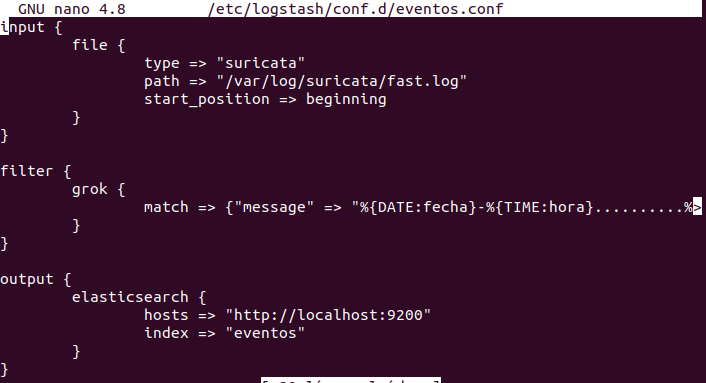 GNU nano 4.8 /etc/logstash/conf.d/eventos.conf
input {
file {
type => "suricata"
path => "/var/log/suricata/fast.log"
start_position => beginning
}
}
filter {
grok {
match => {"message" => "%{DATE:fecha}-%{TIME:hora}..........%>
}
}
output {
elasticsearch {
hosts => "http://localhost:9200"
index => "eventos"
}
}